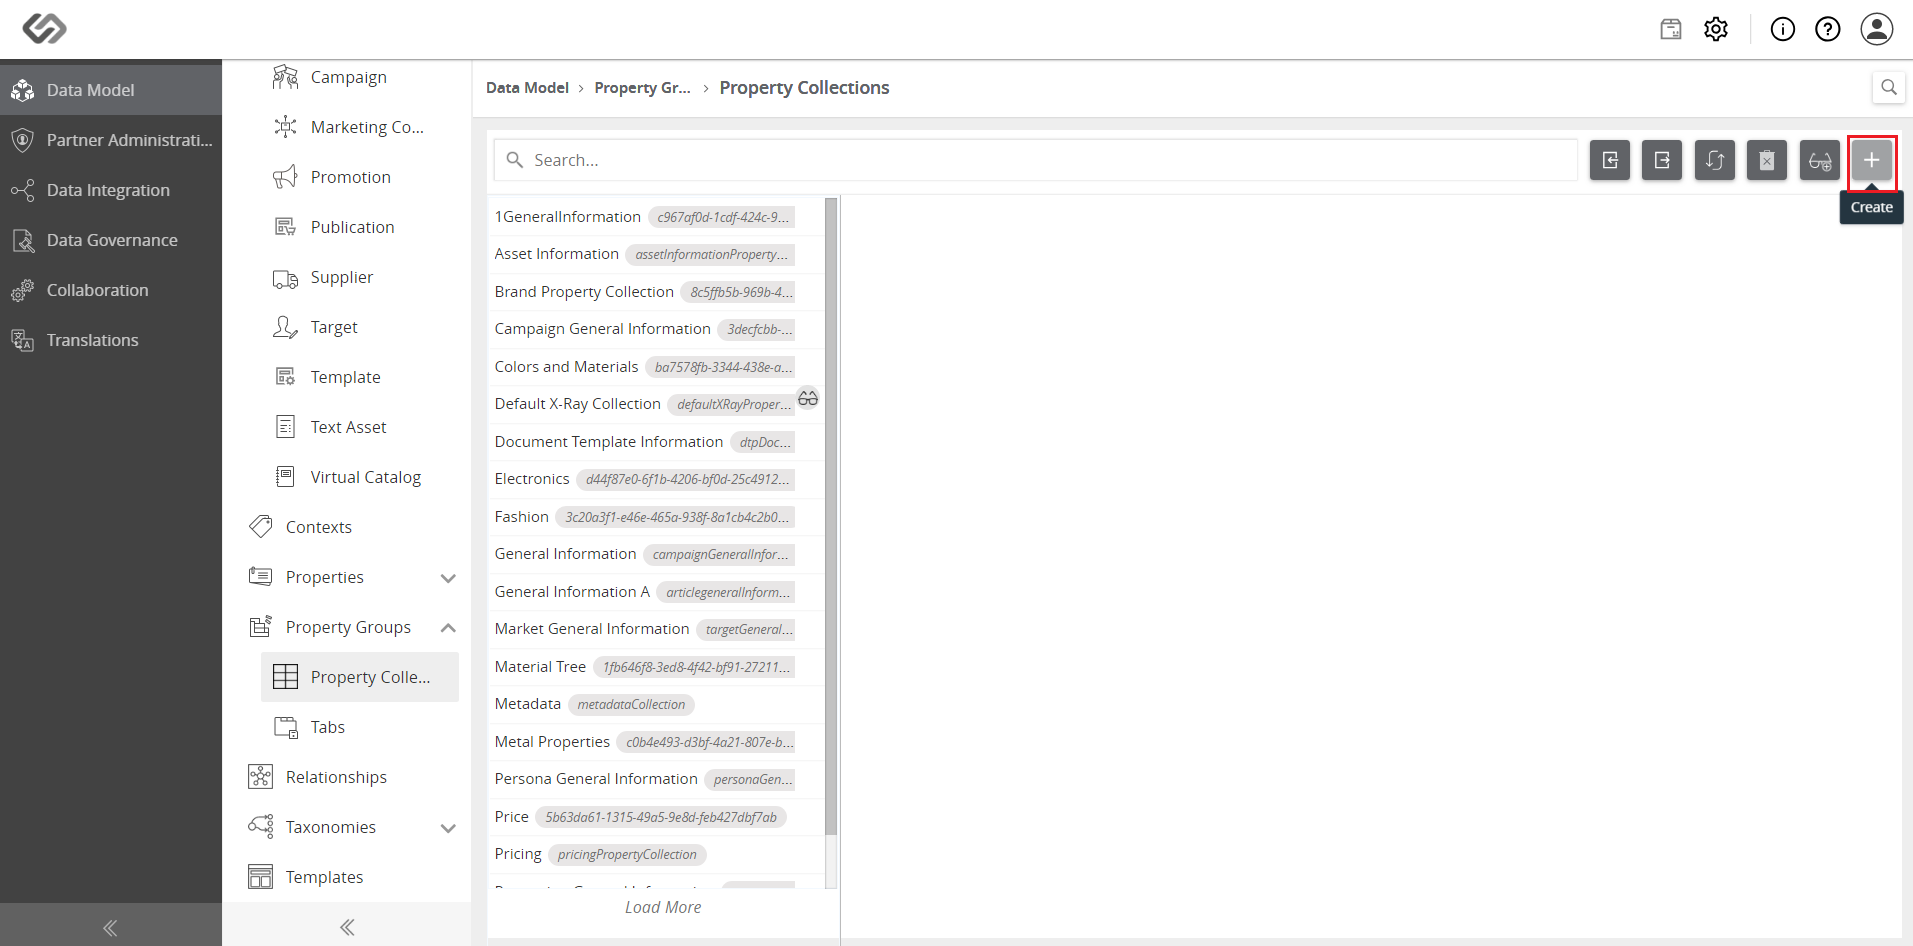 Data Model
Partner Administrati...
Data Integration
Data Governance
Collaboration
Translations
Campaign
Marketing Co...
Promotion
Publication
Supplier
Target
Template
Text Asset
Virtual Catalog
Contexts
Properties
Property Groups
Property Colle...
Tabs
Relationships
Taxonomies
Templates
Data Model > Property Gr... > Property Collections
Search...
Create
1GeneralInformation c967af0d-1cdf-424c-9...
Asset Information assetInformationProperty...
Brand Property Collection 8c5ffb5b-969b-4...
Campaign General Information 3decfcbb-...
Colors and Materials ba7578fb-3344-438e-a...
Default X-Ray Collection defaultXRayProper...
Document Template Information dtpDoc...
Electronics d44f87e0-6f1b-4206-bf0d-25c4912...
Fashion 3c20a3f1-e46e-465a-938f-8a1cb4c2b0...
General Information campaignGeneralInfor...
General Information A articlegeneralInform...
Market General Information targetGeneral...
Material Tree 1fb646f8-3ed8-4f42-bf91-27211...
Metadata metadataCollection
Metal Properties c0b4e493-d3bf-4a21-807e-b...
Persona General Information personaGen...
Price 5b63da61-1315-49a5-9e8d-feb427dbf7ab
Pricing pricingPropertyCollection
Load More